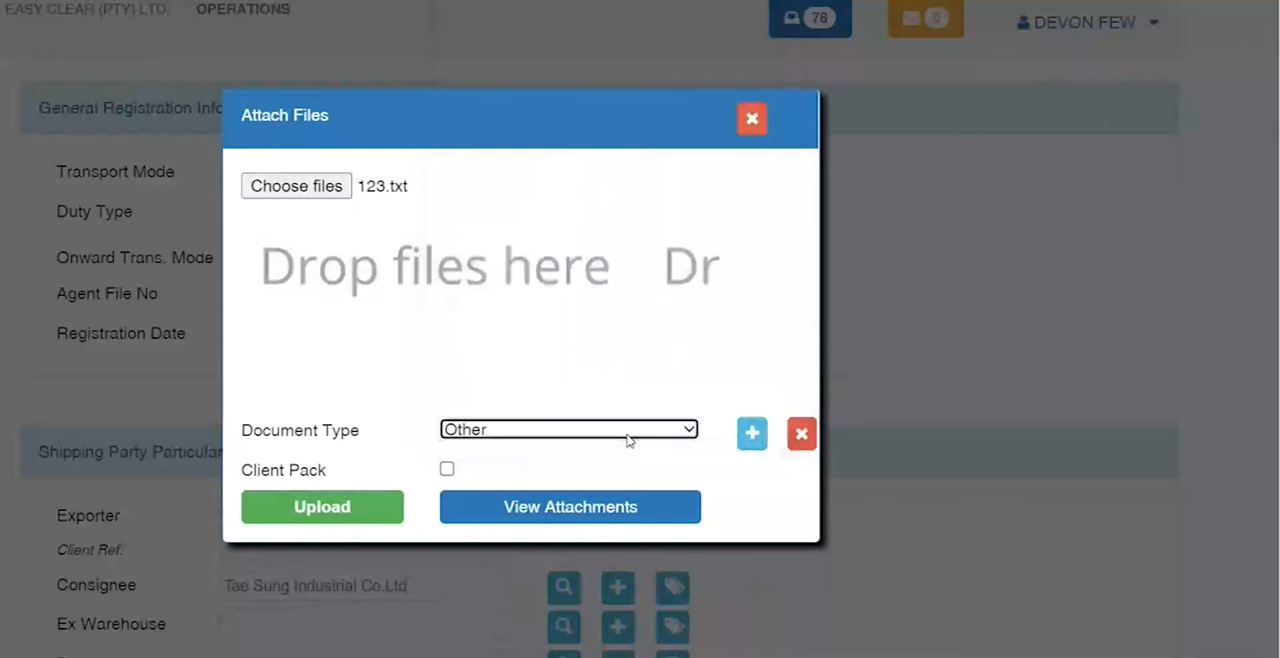 EASY CLEAR (PTY) LTD. OPERATIONS
78
0
DEVON FEW
General Registration Info
Attach Files
Transport Mode
Choose files 123.txt
Duty Type
Drop files here Dr
Onward Trans. Mode
Agent File No.
Registration Date
Document Type Other
Shipping Party Particular
Client Pack
Upload View Attachments
Exporter
Client Ref.
Consignee Tae Sung Industrial Co.Ltd
Ex Warehouse